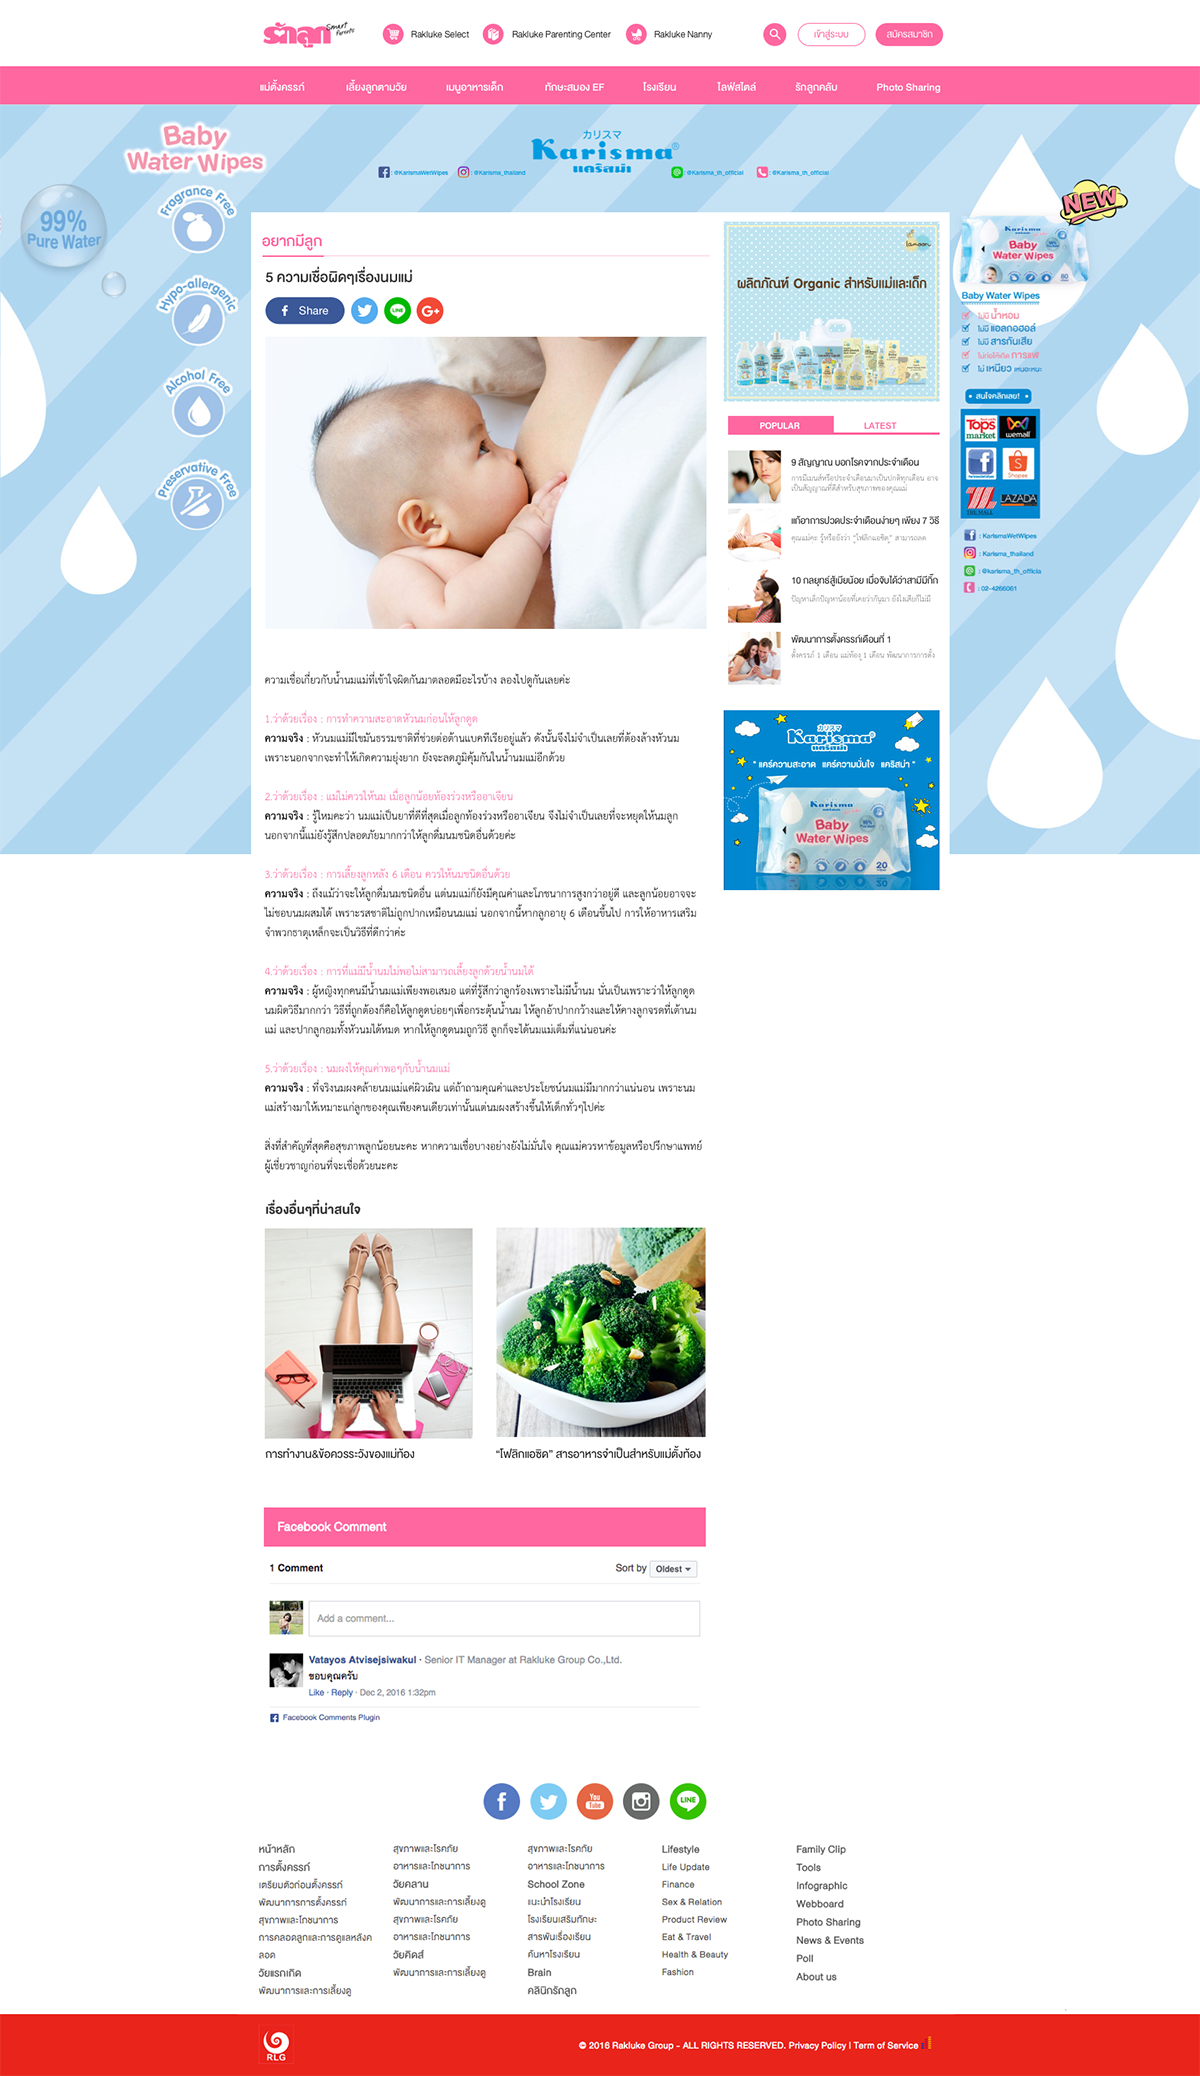 รักลูก Smart Parents
Rakluke Select
Rakluke Parenting Center
Rakluke Nanny
เข้าสู่ระบบ
สมัครสมาชิก
แม่ตั้งครรภ์
เลี้ยงลูกตามวัย
เมนูอาหารเด็ก
ทักษะสมอง EF
โรงเรียน
ไลฟ์สไตล์
รักลูกคลับ
Photo Sharing
Baby
Water Wipes
99%
Pure Water
Fragrance Free
Hypo-allergenic
Alcohol Free
Preservative Free
カリスマ
Karisma®
แคริสม่า
: @KarismaWetWipes
: @Karisma_thailand
: @Karisma_th_official
: @Karisma_th_official
อยากมีลูก
5 ความเชื่อผิดๆเรื่องนมแม่
Share
ความเชื่อเกี่ยวกับน้ำนมแม่ที่เข้าใจผิดกันมาตลอดมีอะไรบ้าง ลองไปดูกันเลยค่ะ
1.ว่าด้วยเรื่อง : การทำความสะอาดหัวนมก่อนให้ลูกดูด
ความจริง : หัวนมแม่มีไขมันธรรมชาติที่ช่วยต่อต้านแบคทีเรียอยู่แล้ว ดังนั้นจึงไม่จำเป็นเลยที่ต้องล้างหัวนม
เพราะนอกจากจะทำให้เกิดความยุ่งยาก ยังจะลดภูมิคุ้มกันในน้ำนมแม่อีกด้วย
2.ว่าด้วยเรื่อง : แม่ไม่ควรให้นม เมื่อลูกน้อยท้องร่วงหรืออาเจียน
ความจริง : รู้ไหมคะว่า นมแม่เป็นยาที่ดีที่สุดเมื่อลูกท้องร่วงหรืออาเจียน จึงไม่จำเป็นเลยที่จะหยุดให้นมลูก
นอกจากนี้แม่ยังรู้สึกปลอดภัยมากกว่าให้ลูกดื่มนมชนิดอื่นด้วยค่ะ
3.ว่าด้วยเรื่อง : การเลี้ยงลูกหลัง 6 เดือน ควรให้นมชนิดอื่นด้วย
ความจริง : ถึงแม้ว่าจะให้ลูกดื่มนมชนิดอื่น แต่นมแม่ก็ยังมีคุณค่าและโภชนาการสูงกว่าอยู่ดี และลูกน้อยอาจจะ
ไม่ชอบนมผสมได้ เพราะรสชาติไม่ถูกปากเหมือนนมแม่ นอกจากนี้หากลูกอายุ 6 เดือนขึ้นไป การให้อาหารเสริม
จำพวกธาตุเหล็กจะเป็นวิธีที่ดีกว่าค่ะ
4.ว่าด้วยเรื่อง : การที่แม่มีน้ำนมไม่พอไม่สามารถเลี้ยงลูกด้วยน้ำนมได้
ความจริง : ผู้หญิงทุกคนมีน้ำนมแม่เพียงพอเสมอ แต่ที่รู้สึกว่าลูกร้องเพราะไม่มีน้ำนม นั่นเป็นเพราะว่าให้ลูกดูด
นมผิดวิธีมากกว่า วิธีที่ถูกต้องก็คือให้ลูกดูดบ่อยๆเพื่อกระตุ้นน้ำนม ให้ลูกอ้าปากกว้างและให้คางลูกจรดที่เต้านม
แม่ และปากลูกอมทั้งหัวนมได้หมด หากให้ลูกดูดนมถูกวิธี ลูกก็จะได้นมแม่เต็มที่แน่นอนค่ะ
5.ว่าด้วยเรื่อง : นมผงให้คุณค่าพอๆกับน้ำนมแม่
ความจริง : ที่จริงนมผงคล้ายนมแม่แค่ผิวเผิน แต่ถ้าถามคุณค่าและประโยชน์นมแม่มีมากกว่าแน่นอน เพราะนม
แม่สร้างมาให้เหมาะแก่ลูกของคุณเพียงคนเดียวเท่านั้นแต่นมผงสร้างขึ้นให้เด็กทั่วๆไปค่ะ
สิ่งที่สำคัญที่สุดคือสุขภาพลูกน้อยนะคะ หากความเชื่อบางอย่างยังไม่มั่นใจ คุณแม่ควรหาข้อมูลหรือปรึกษาแพทย์
ผู้เชี่ยวชาญก่อนที่จะเชื่อด้วยนะคะ
เรื่องอื่นๆที่น่าสนใจ
การทำงาน&ข้อควรระวังของแม่ท้อง
“โฟลิกแอซิด” สารอาหารจำเป็นสำหรับแม่ตั้งท้อง
Facebook Comment
1 Comment
Sort by Oldest
Add a comment...
Vatayos Atvisejsiwakul · Senior IT Manager at Rakluke Group Co.,Ltd.
ขอบคุณครับ
Like · Reply · Dec 2, 2016 1:32pm
Facebook Comments Plugin
lamoon
ผลิตภัณฑ์ Organic สำหรับแม่และเด็ก
POPULAR
LATEST
9 สัญญาณ บอกโรคจากประจำเดือน
การมีเมนส์หรือประจำเดือนมาเป็นปกติทุกเดือน อาจ
เป็นสัญญาณที่ดีสำหรับสุขภาพของคุณแม่
แก้อาการปวดประจำเดือนง่ายๆ เพียง 7 วิธี
คุณแม่คะ รู้หรือยังว่า "โฟลิกแอซิด" สามารถลด
10 กลยุทธ์สู้เมียน้อย เมื่อจับได้ว่าสามีมีกิ๊ก
ปัญหาเล็กปัญหาน้อยที่เคยว่ากันมา ยังไงเสียก็ไม่มี
พัฒนาการตั้งครรภ์เดือนที่ 1
ตั้งครรภ์ 1 เดือน แม่ท้อง 1 เดือน พัฒนาการการตั้ง
カリスマ
Karisma®
แคริสม่า
" แคร์ความสะอาด แคร์ความมั่นใจ แคริสม่า "
Karisma
Baby
Water Wipes
20
NEW
Karisma
Baby
Water Wipes
80
Baby Water Wipes
ไม่มี น้ำหอม
ไม่มี แอลกอฮอล์
ไม่มี สารกันเสีย
ไม่ก่อให้เกิด การแพ้
ไม่ เหนียว เหนอะหนะ
• สนใจคลิกเลย! •
Tops
market
wemall
Shopee
THE MALL
LAZADA
: KarismaWetWipes
: Karisma_thailand
: @karisma_th_officia
: 02-4266061
f
You
Tube
LINE
หน้าหลัก
การตั้งครรภ์
เตรียมตัวก่อนตั้งครรภ์
พัฒนาการการตั้งครรภ์
สุขภาพและโภชนาการ
การคลอดลูกและการดูแลหลังค
ลอด
วัยแรกเกิด
พัฒนาการและการเลี้ยงดู
สุขภาพและโรคภัย
อาหารและโภชนาการ
วัยคลาน
พัฒนาการและการเลี้ยงดู
สุขภาพและโรคภัย
อาหารและโภชนาการ
วัยคิดส์
พัฒนาการและการเลี้ยงดู
สุขภาพและโรคภัย
อาหารและโภชนาการ
School Zone
แนะนำโรงเรียน
โรงเรียนเสริมทักษะ
สารพันเรื่องเรียน
ค้นหาโรงเรียน
Brain
คลินิกรักลูก
Lifestyle
Life Update
Finance
Sex & Relation
Product Review
Eat & Travel
Health & Beauty
Fashion
Family Clip
Tools
Infographic
Webboard
Photo Sharing
News & Events
Poll
About us
RLG
© 2016 Rakluke Group - ALL RIGHTS RESERVED. Privacy Policy | Term of Service